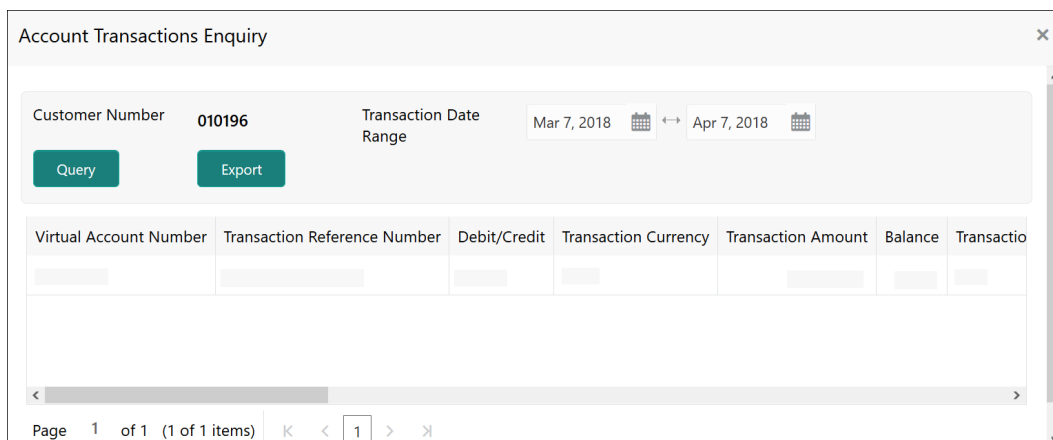 Account Transactions Enquiry ×
Customer Number 010196 Transaction Date Range Mar 7, 2018 Apr 7, 2018
Query Export
Virtual Account Number Transaction Reference Number Debit/Credit Transaction Currency Transaction Amount Balance Transactio
Page 1 of 1 (1 of 1 items) 1